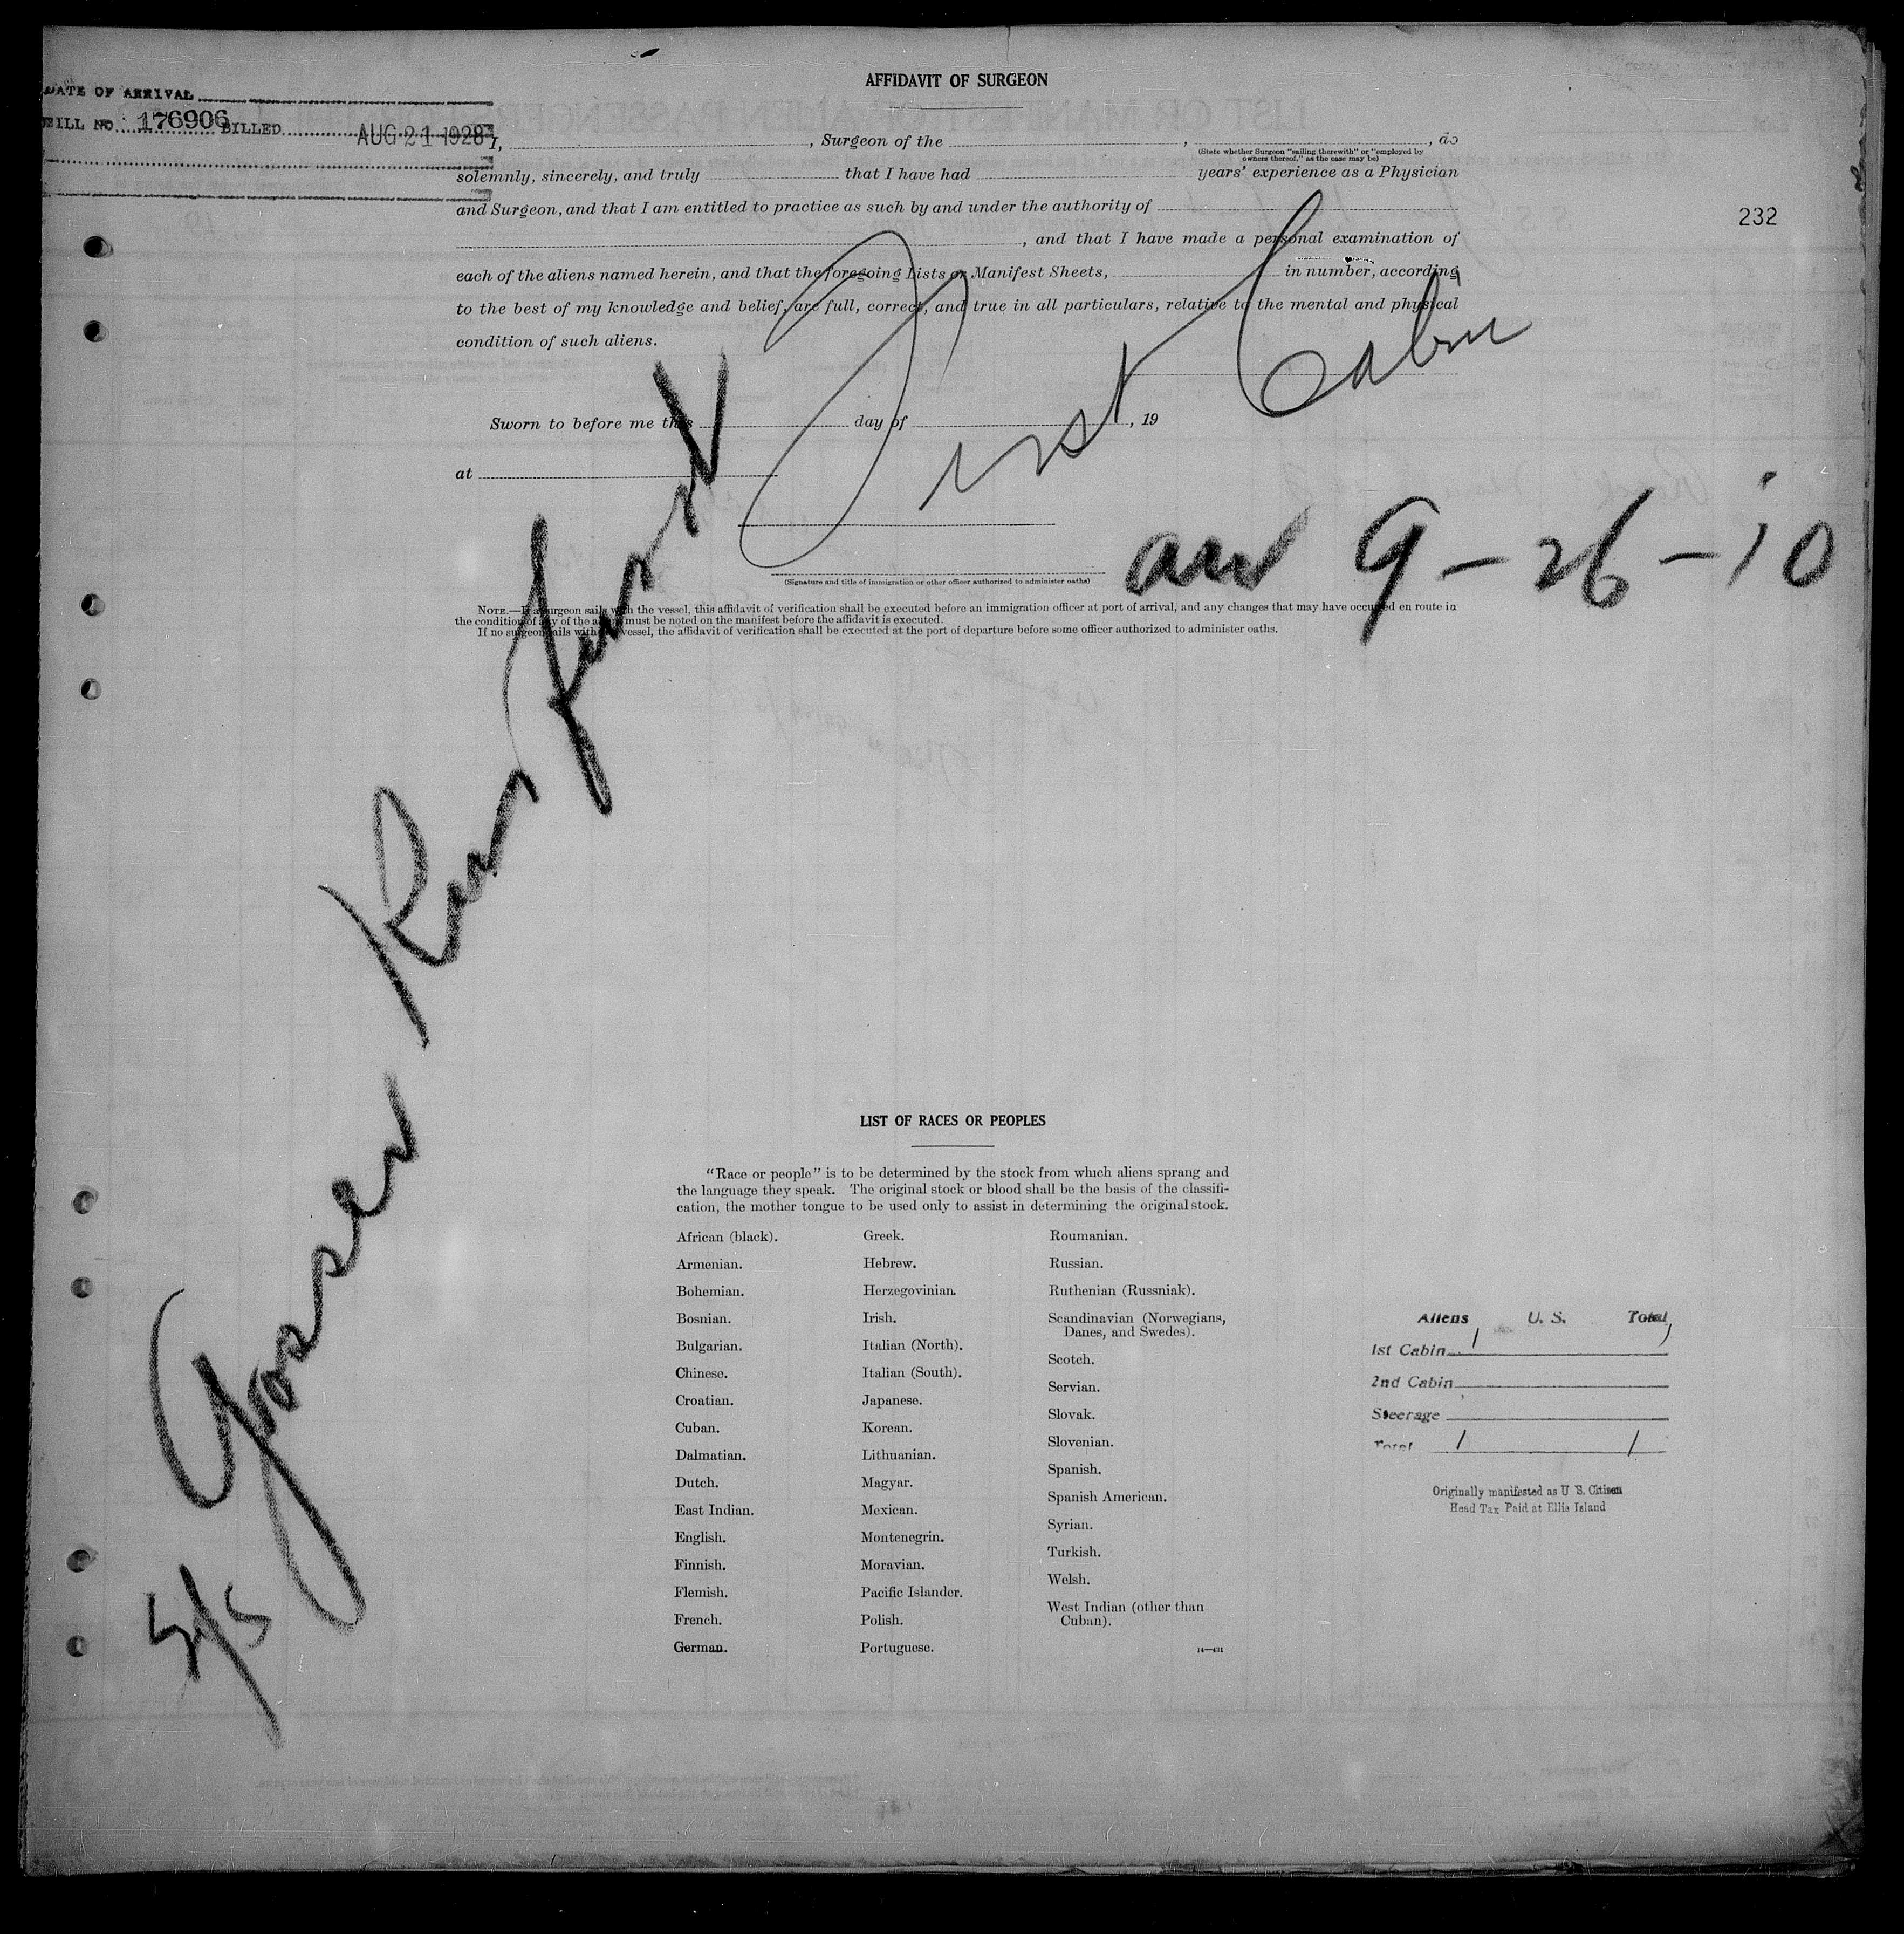 AFFIDAVIT OF SURGEON
DATE OF ARRIVAL
BILL NO. 176906 BILLED AUG 21 1928
I, , Surgeon of the , , do
(State whether Surgeon "sailing therewith" or "employed by
owners thereof," as the case may be)
solemnly, sincerely, and truly that I have had years' experience as a Physician
and Surgeon, and that I am entitled to practice as such by and under the authority of
232
, and that I have made a personal examination of
each of the aliens named herein, and that the foregoing Lists or Manifest Sheets, in number, according
to the best of my knowledge and belief, are full, correct, and true in all particulars, relative to the mental and physical
condition of such aliens.
First Cabin
Sworn to before me this day of , 19
at
9-26-10
(Signature and title of immigration or other officer authorized to administer oaths)
NOTE.—If a surgeon sails with the vessel, this affidavit of verification shall be executed before an immigration officer at port of arrival, and any changes that may have occurred en route in
the condition of any of the aliens must be noted on the manifest before the affidavit is executed.
If no surgeon sails with the vessel, the affidavit of verification shall be executed at the port of departure before some officer authorized to administer oaths.
S/S Grosser Kurfurst
LIST OF RACES OR PEOPLES
"Race or people" is to be determined by the stock from which aliens sprang and
the language they speak. The original stock or blood shall be the basis of the classifi-
cation, the mother tongue to be used only to assist in determining the original stock.
African (black).
Armenian.
Bohemian.
Bosnian.
Bulgarian.
Chinese.
Croatian.
Cuban.
Dalmatian.
Dutch.
East Indian.
English.
Finnish.
Flemish.
French.
German.
Greek.
Hebrew.
Herzegovinian.
Irish.
Italian (North).
Italian (South).
Japanese.
Korean.
Lithuanian.
Magyar.
Mexican.
Montenegrin.
Moravian.
Pacific Islander.
Polish.
Portuguese.
Roumanian.
Russian.
Ruthenian (Russniak).
Scandinavian (Norwegians,
Danes, and Swedes).
Scotch.
Servian.
Slovak.
Slovenian.
Spanish.
Spanish American.
Syrian.
Turkish.
Welsh.
West Indian (other than
Cuban).
14—431
Aliens U. S. Total
1st Cabin 1 1
2nd Cabin
Steerage
Total 1 1
Originally manifested as U. S. Citizen
Head Tax Paid at Ellis Island